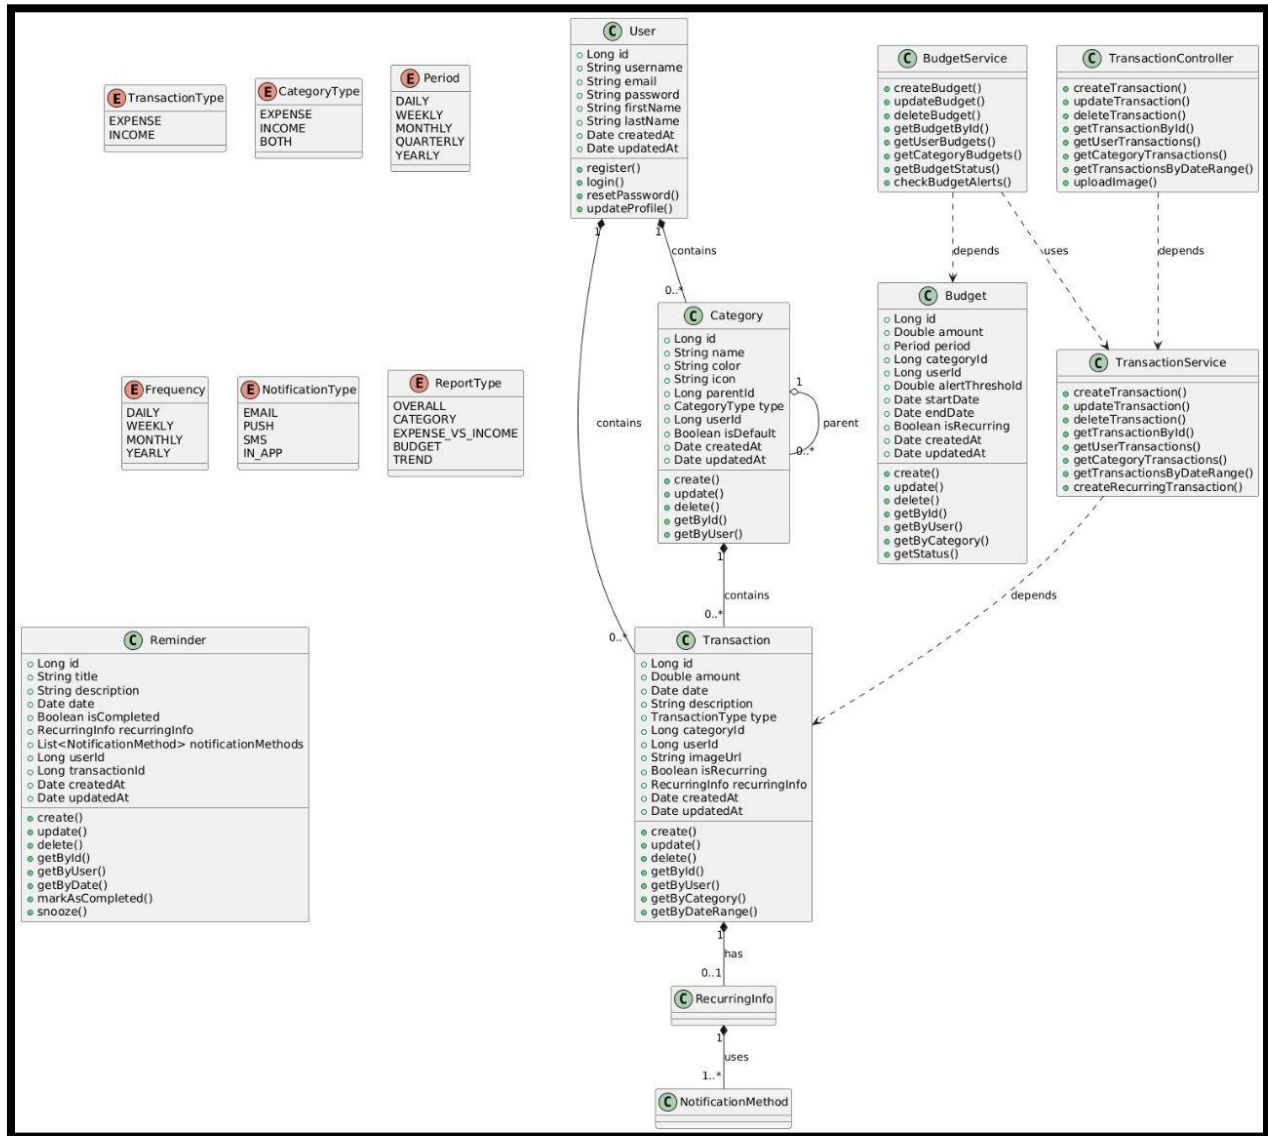 C User
+ Long id
+ String username
+ String email
+ String password
+ String firstName
+ String lastName
+ Date createdAt
+ Date updatedAt
register()
login()
resetPassword()
updateProfile()
E TransactionType
EXPENSE
INCOME
E CategoryType
EXPENSE
INCOME
BOTH
E Period
DAILY
WEEKLY
MONTHLY
QUARTERLY
YEARLY
C BudgetService
createBudget()
updateBudget()
deleteBudget()
getBudgetById()
getUserBudgets()
getCategoryBudgets()
getBudgetStatus()
checkBudgetAlerts()
C TransactionController
createTransaction()
updateTransaction()
deleteTransaction()
getTransactionById()
getUserTransactions()
getCategoryTransactions()
getTransactionsByDateRange()
uploadImage()
1
1
contains
0..*
depends
uses
depends
E Frequency
DAILY
WEEKLY
MONTHLY
YEARLY
E NotificationType
EMAIL
PUSH
SMS
IN_APP
E ReportType
OVERALL
CATEGORY
EXPENSE_VS_INCOME
BUDGET
TREND
contains
C Category
Long id
String name
String color
String icon
Long parentId
CategoryType type
Long userId
Boolean isDefault
Date createdAt
Date updatedAt
create()
update()
delete()
getById()
getByUser()
1
parent
0..*
C Budget
Long id
Double amount
Period period
Long categoryId
Long userId
Double alertThreshold
Date startDate
Date endDate
Boolean isRecurring
Date createdAt
Date updatedAt
create()
update()
delete()
getById()
getByUser()
getByCategory()
getStatus()
C TransactionService
createTransaction()
updateTransaction()
deleteTransaction()
getTransactionById()
getUserTransactions()
getCategoryTransactions()
getTransactionsByDateRange()
createRecurringTransaction()
1
contains
0..*
0..*
depends
C Reminder
Long id
String title
String description
Date date
Boolean isCompleted
RecurringInfo recurringInfo
List<NotificationMethod> notificationMethods
Long userId
Long transactionId
Date createdAt
Date updatedAt
create()
update()
delete()
getById()
getByUser()
getByDate()
markAsCompleted()
snooze()
C Transaction
Long id
Double amount
Date date
String description
TransactionType type
Long categoryId
Long userId
String imageUrl
Boolean isRecurring
RecurringInfo recurringInfo
Date createdAt
Date updatedAt
create()
update()
delete()
getById()
getByUser()
getByCategory()
getByDateRange()
1
has
0..1
C RecurringInfo
1
uses
1..*
C NotificationMethod